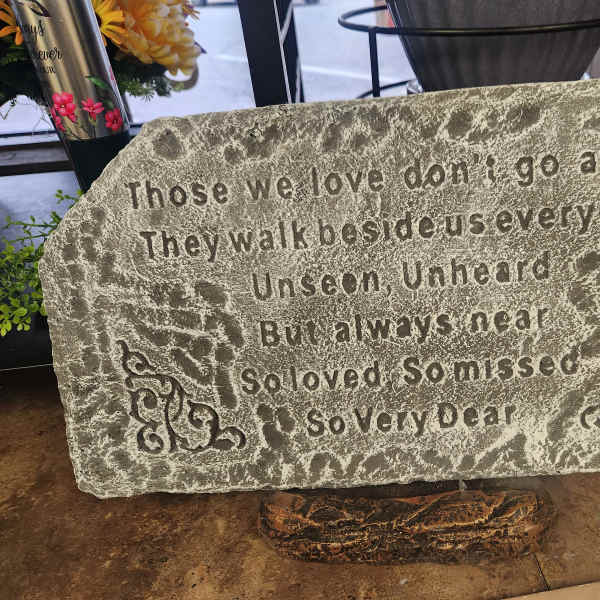 Those we love don't go a
They walk beside us every
Unseen, Unheard
But always near
So loved, So missed
So Very Dear